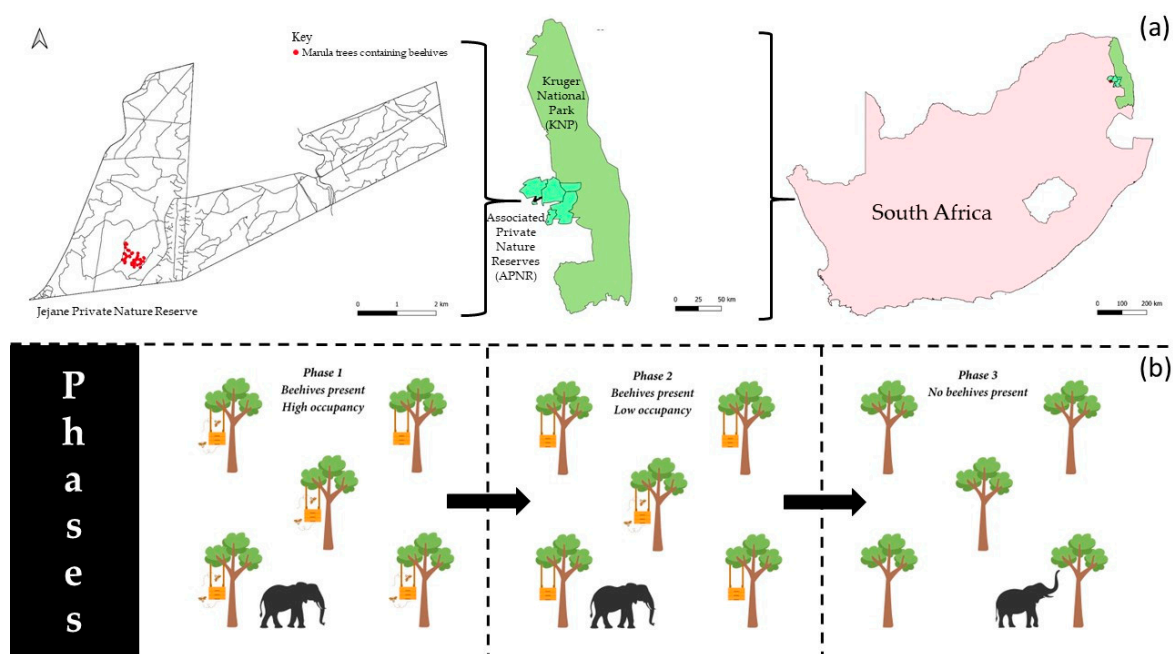 (a)
Key
Marula trees containing beehives
0 1 2 km
Jejane Private Nature Reserve
Kruger
National
Park
(KNP)
Associated
Private
Nature
Reserves
(APNR)
0 25 50 km
South Africa
0 100 200 km
(b)
Phases
Phase 1
Beehives present
High occupancy
Phase 2
Beehives present
Low occupancy
Phase 3
No beehives present